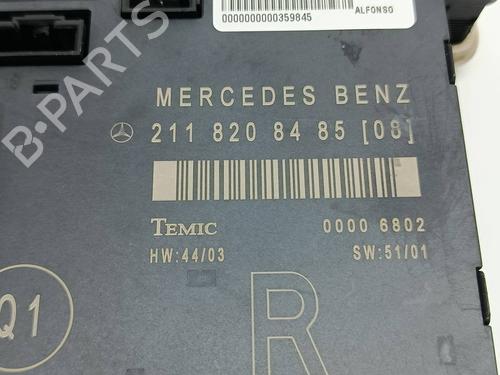 0000000000359845
ALFONSO
B-PARTS
MERCEDES BENZ
211 820 84 85 [08]
TEMIC 0000 6802
HW:44/03 SW:51/01
Q1
R